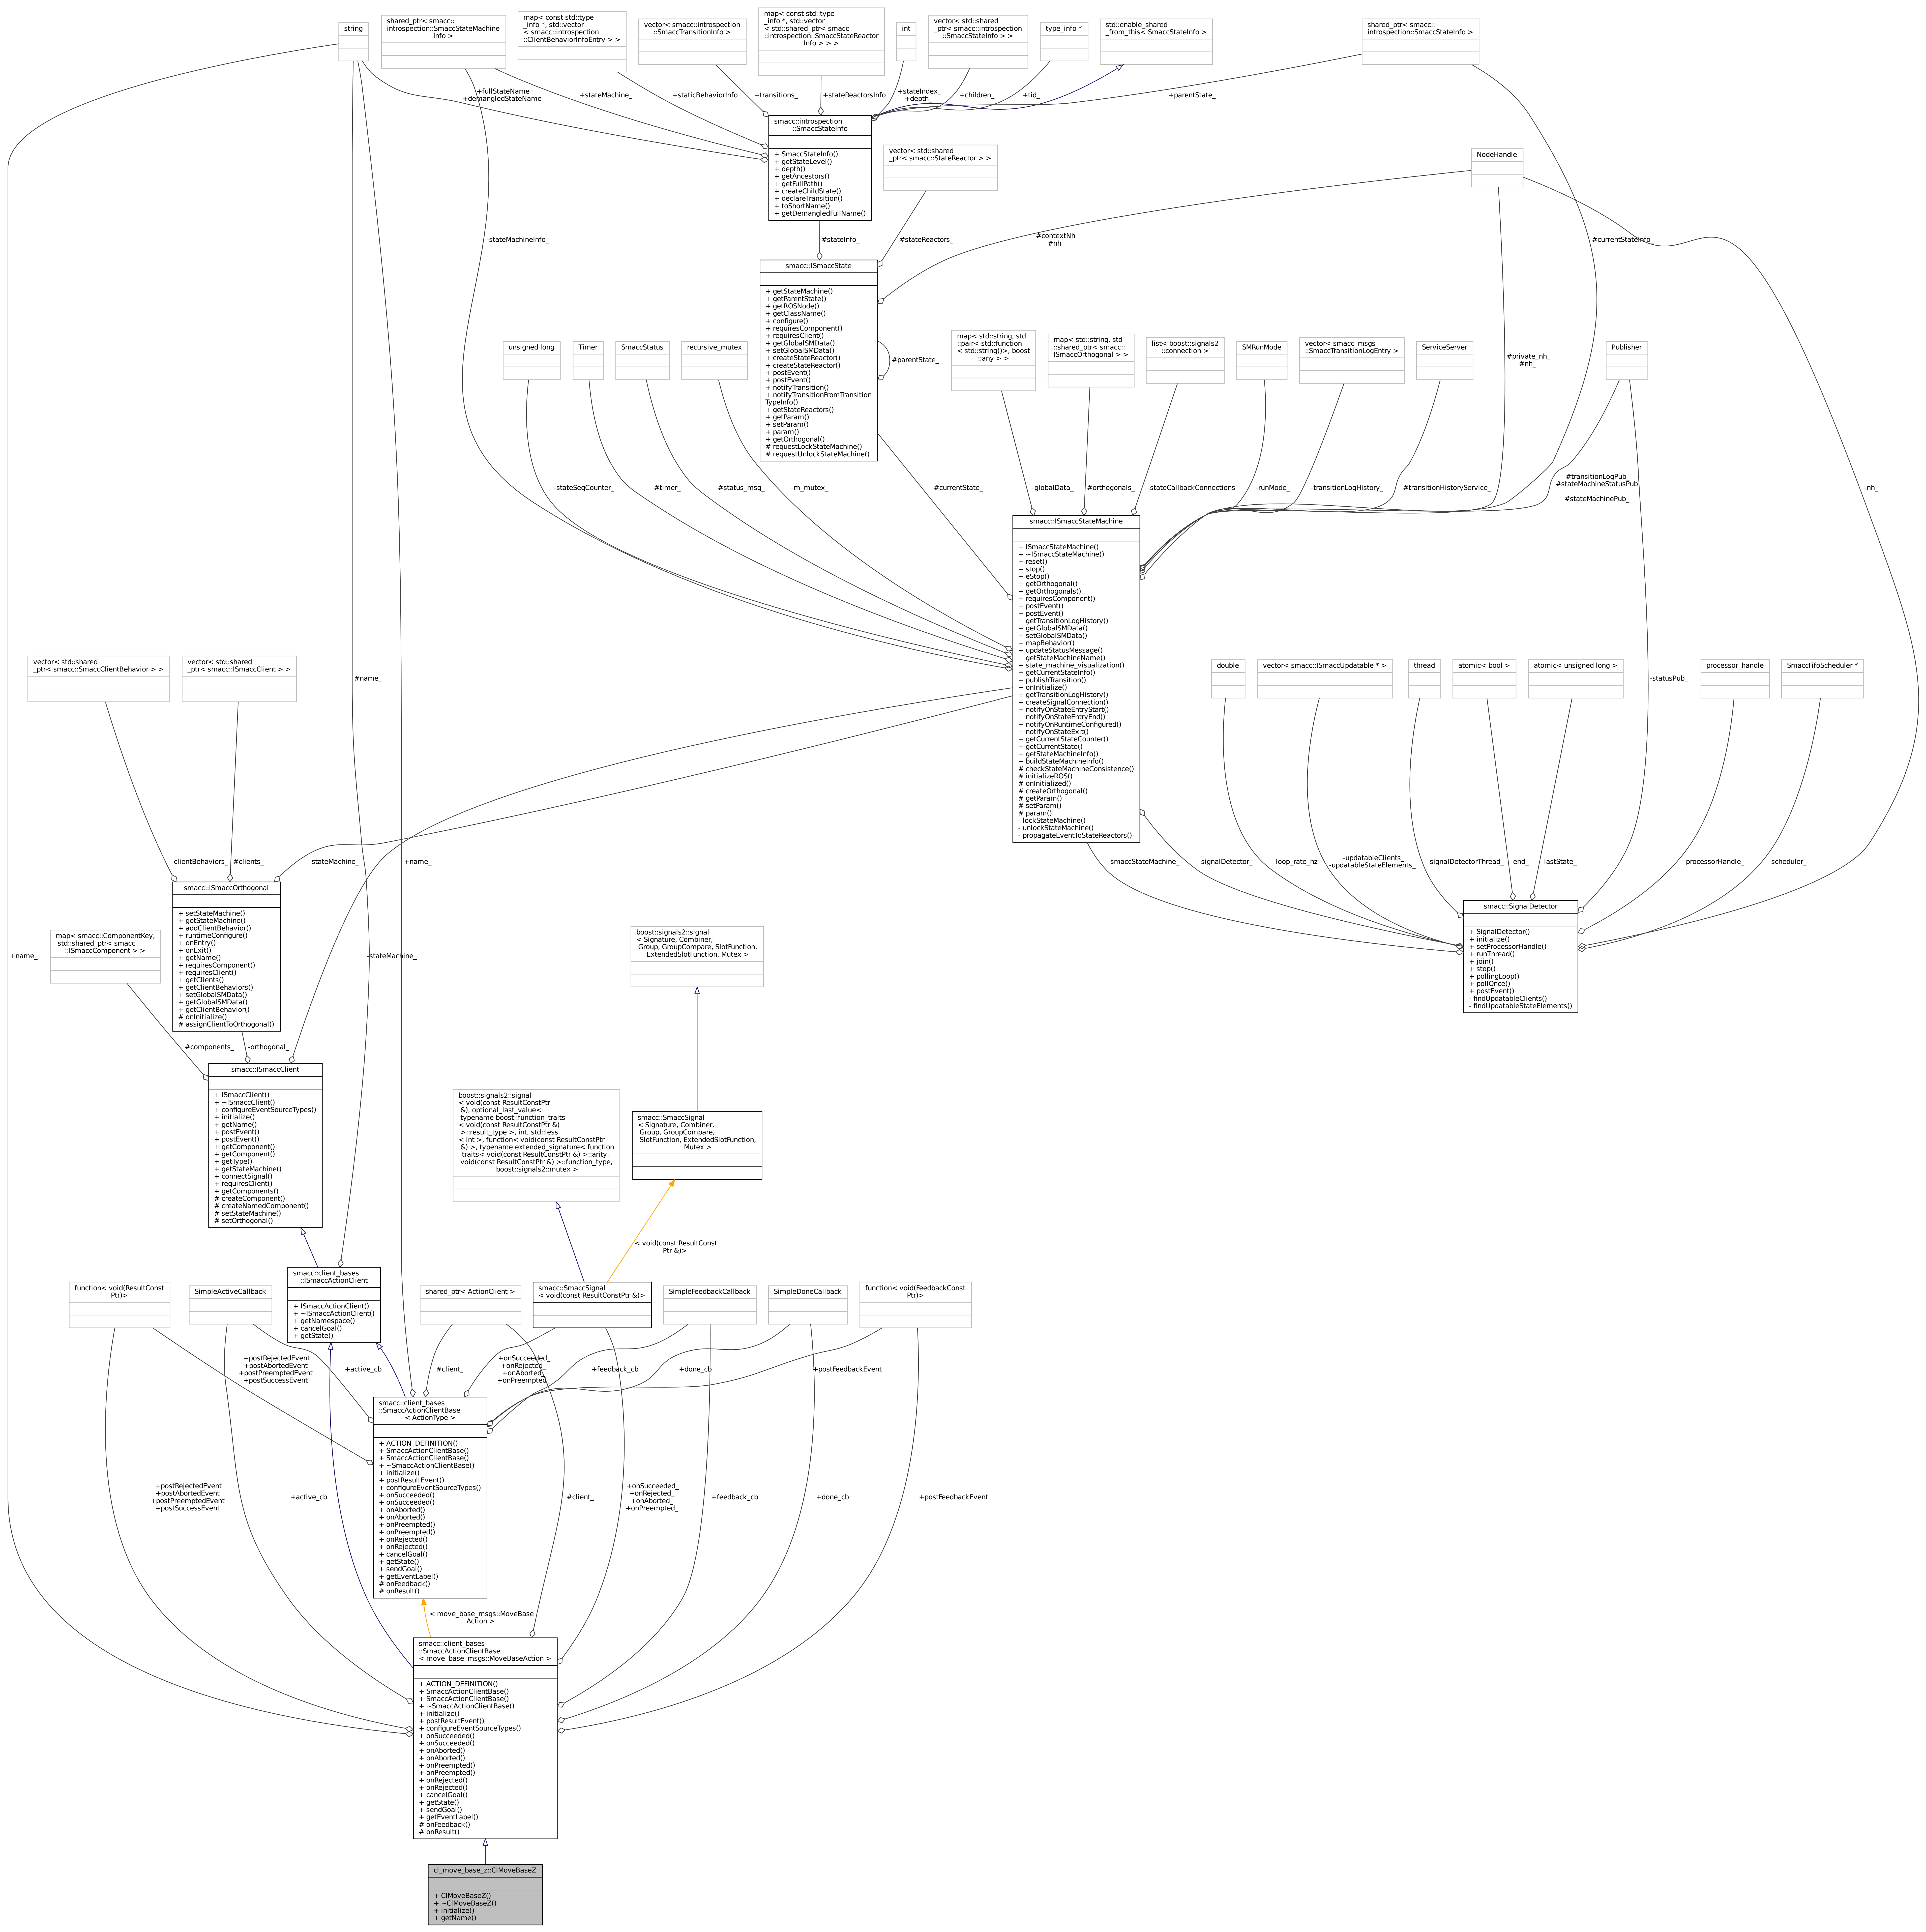 string
shared_ptr< smacc::
introspection::SmaccStateMachine
Info >
map< const std::type
_info *, std::vector
< smacc::introspection
::ClientBehaviorInfoEntry > >
vector< smacc::introspection
::SmaccTransitionInfo >
map< const std::type
_info *, std::vector
< std::shared_ptr< smacc
::introspection::SmaccStateReactor
Info > > >
int
vector< std::shared
_ptr< smacc::introspection
::SmaccStateInfo > >
type_info *
std::enable_shared
_from_this< SmaccStateInfo >
shared_ptr< smacc::
introspection::SmaccStateInfo >
+fullStateName
+demangledStateName
+stateMachine_
+staticBehaviorInfo
+transitions_
+stateReactorsInfo
+stateIndex_
+depth_
+children_
+tid_
+parentState_
smacc::introspection
::SmaccStateInfo
+ SmaccStateInfo()
+ getStateLevel()
+ depth()
+ getAncestors()
+ getFullPath()
+ createChildState()
+ declareTransition()
+ toShortName()
+ getDemangledFullName()
vector< std::shared
_ptr< smacc::StateReactor > >
NodeHandle
-stateMachineInfo_
#stateInfo_
#stateReactors_
#contextNh
#nh
#currentStateInfo_
smacc::ISmaccState
+ getStateMachine()
+ getParentState()
+ getROSNode()
+ getClassName()
+ configure()
+ requiresComponent()
+ requiresClient()
+ getGlobalSMData()
+ setGlobalSMData()
+ createStateReactor()
+ createStateReactor()
+ postEvent()
+ postEvent()
+ notifyTransition()
+ notifyTransitionFromTransition
TypeInfo()
+ getStateReactors()
+ getParam()
+ setParam()
+ param()
+ getOrthogonal()
# requestLockStateMachine()
# requestUnlockStateMachine()
#parentState_
unsigned long
Timer
SmaccStatus
recursive_mutex
map< std::string, std
::pair< std::function
< std::string()>, boost
::any > >
map< std::string, std
::shared_ptr< smacc::
ISmaccOrthogonal > >
list< boost::signals2
::connection >
SMRunMode
vector< smacc_msgs
::SmaccTransitionLogEntry >
ServiceServer
#private_nh_
#nh_
Publisher
-stateSeqCounter_
#timer_
#status_msg_
-m_mutex_
#currentState_
-globalData_
#orthogonals_
-stateCallbackConnections
-runMode_
-transitionLogHistory_
#transitionHistoryService_
#transitionLogPub_
#stateMachineStatusPub
_
#stateMachinePub_
-nh_
smacc::ISmaccStateMachine
+ ISmaccStateMachine()
+ ~ISmaccStateMachine()
+ reset()
+ stop()
+ eStop()
+ getOrthogonal()
+ getOrthogonals()
+ requiresComponent()
+ postEvent()
+ postEvent()
+ getTransitionLogHistory()
+ getGlobalSMData()
+ setGlobalSMData()
+ mapBehavior()
+ updateStatusMessage()
+ getStateMachineName()
+ state_machine_visualization()
+ getCurrentStateInfo()
+ publishTransition()
+ onInitialize()
+ getTransitionLogHistory()
+ createSignalConnection()
+ notifyOnStateEntryStart()
+ notifyOnStateEntryEnd()
+ notifyOnRuntimeConfigured()
+ notifyOnStateExit()
+ getCurrentStateCounter()
+ getCurrentState()
+ getStateMachineInfo()
+ buildStateMachineInfo()
# checkStateMachineConsistence()
# initializeROS()
# onInitialized()
# createOrthogonal()
# getParam()
# setParam()
# param()
- lockStateMachine()
- unlockStateMachine()
- propagateEventToStateReactors()
vector< std::shared
_ptr< smacc::SmaccClientBehavior > >
vector< std::shared
_ptr< smacc::ISmaccClient > >
#name_
double
vector< smacc::ISmaccUpdatable * >
thread
atomic< bool >
atomic< unsigned long >
-statusPub_
processor_handle
SmaccFifoScheduler *
-clientBehaviors_
#clients_
-stateMachine_
+name_
-smaccStateMachine_
-signalDetector_
-loop_rate_hz
-updatableClients_
-updatableStateElements_
-signalDetectorThread_
-end_
-lastState_
-processorHandle_
-scheduler_
smacc::ISmaccOrthogonal
+ setStateMachine()
+ getStateMachine()
+ addClientBehavior()
+ runtimeConfigure()
+ onEntry()
+ onExit()
+ getName()
+ requiresComponent()
+ requiresClient()
+ getClients()
+ getClientBehaviors()
+ setGlobalSMData()
+ getGlobalSMData()
+ getClientBehavior()
# onInitialize()
# assignClientToOrthogonal()
smacc::SignalDetector
+ SignalDetector()
+ initialize()
+ setProcessorHandle()
+ runThread()
+ join()
+ stop()
+ pollingLoop()
+ pollOnce()
+ postEvent()
- findUpdatableClients()
- findUpdatableStateElements()
map< smacc::ComponentKey,
std::shared_ptr< smacc
::ISmaccComponent > >
+name_
-stateMachine_
boost::signals2::signal
< Signature, Combiner,
Group, GroupCompare, SlotFunction,
ExtendedSlotFunction, Mutex >
#components_
-orthogonal_
smacc::ISmaccClient
+ ISmaccClient()
+ ~ISmaccClient()
+ configureEventSourceTypes()
+ initialize()
+ getName()
+ postEvent()
+ postEvent()
+ getComponent()
+ getComponent()
+ getType()
+ getStateMachine()
+ connectSignal()
+ requiresClient()
+ getComponents()
# createComponent()
# createNamedComponent()
# setStateMachine()
# setOrthogonal()
boost::signals2::signal
< void(const ResultConstPtr
&), optional_last_value<
typename boost::function_traits
< void(const ResultConstPtr &)
>::result_type >, int, std::less
< int >, function< void(const ResultConstPtr
&) >, typename extended_signature< function
_traits< void(const ResultConstPtr &) >::arity,
void(const ResultConstPtr &) >::function_type,
boost::signals2::mutex >
smacc::SmaccSignal
< Signature, Combiner,
Group, GroupCompare,
SlotFunction, ExtendedSlotFunction,
Mutex >
< void(const ResultConst
Ptr &)>
smacc::client_bases
::ISmaccActionClient
+ ISmaccActionClient()
+ ~ISmaccActionClient()
+ getNamespace()
+ cancelGoal()
+ getState()
function< void(ResultConst
Ptr)>
SimpleActiveCallback
shared_ptr< ActionClient >
smacc::SmaccSignal
< void(const ResultConstPtr &)>
SimpleFeedbackCallback
SimpleDoneCallback
function< void(FeedbackConst
Ptr)>
+postRejectedEvent
+postAbortedEvent
+postPreemptedEvent
+postSuccessEvent
+active_cb
#client_
+onSucceeded_
+onRejected_
+onAborted_
+onPreempted_
+feedback_cb
+done_cb
+postFeedbackEvent
smacc::client_bases
::SmaccActionClientBase
< ActionType >
+ ACTION_DEFINITION()
+ SmaccActionClientBase()
+ SmaccActionClientBase()
+ ~SmaccActionClientBase()
+ initialize()
+ postResultEvent()
+ configureEventSourceTypes()
+ onSucceeded()
+ onSucceeded()
+ onAborted()
+ onAborted()
+ onPreempted()
+ onPreempted()
+ onRejected()
+ onRejected()
+ cancelGoal()
+ getState()
+ sendGoal()
+ getEventLabel()
# onFeedback()
# onResult()
+postRejectedEvent
+postAbortedEvent
+postPreemptedEvent
+postSuccessEvent
+active_cb
#client_
+onSucceeded_
+onRejected_
+onAborted_
+onPreempted_
+feedback_cb
+done_cb
+postFeedbackEvent
< move_base_msgs::MoveBase
Action >
smacc::client_bases
::SmaccActionClientBase
< move_base_msgs::MoveBaseAction >
+ ACTION_DEFINITION()
+ SmaccActionClientBase()
+ SmaccActionClientBase()
+ ~SmaccActionClientBase()
+ initialize()
+ postResultEvent()
+ configureEventSourceTypes()
+ onSucceeded()
+ onSucceeded()
+ onAborted()
+ onAborted()
+ onPreempted()
+ onPreempted()
+ onRejected()
+ onRejected()
+ cancelGoal()
+ getState()
+ sendGoal()
+ getEventLabel()
# onFeedback()
# onResult()
cl_move_base_z::ClMoveBaseZ
+ ClMoveBaseZ()
+ ~ClMoveBaseZ()
+ initialize()
+ getName()